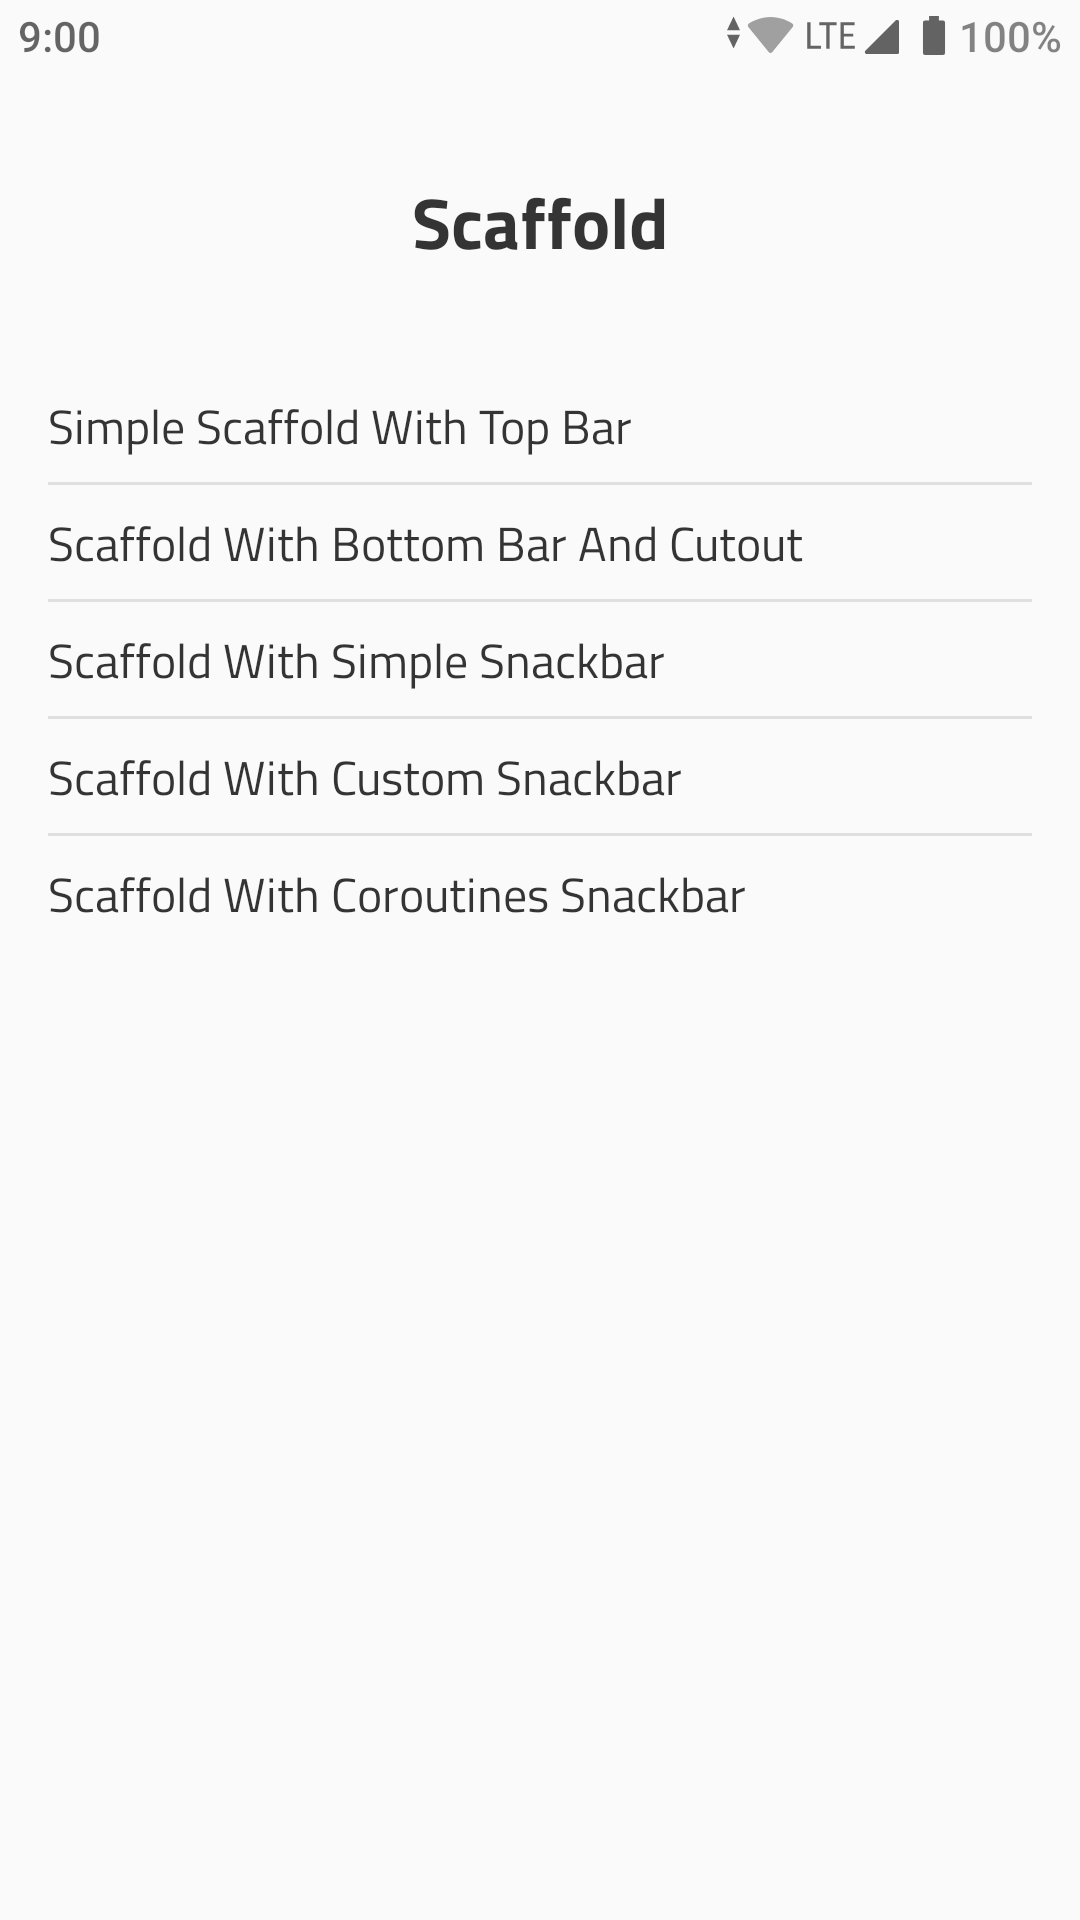 9:00 LTE 100%
Scaffold
Simple Scaffold With Top Bar
Scaffold With Bottom Bar And Cutout
Scaffold With Simple Snackbar
Scaffold With Custom Snackbar
Scaffold With Coroutines Snackbar